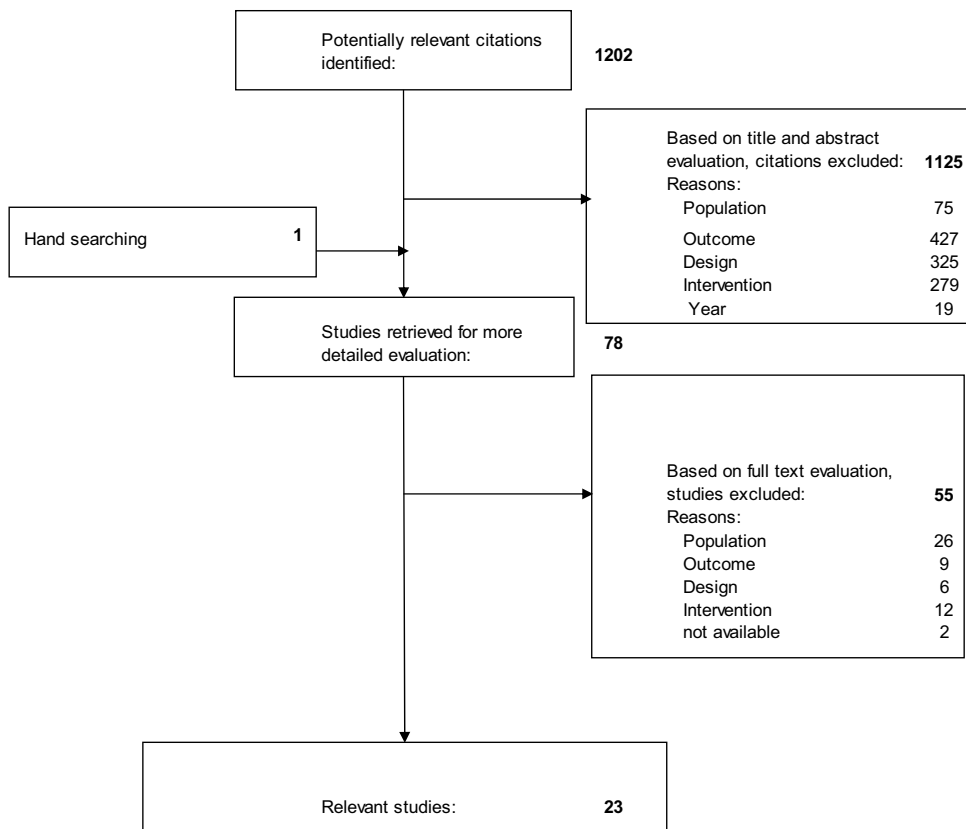 Potentially relevant citations
identified:
1202
Based on title and abstract
evaluation, citations excluded: 1125
Reasons:
Population 75
Outcome 427
Design 325
Intervention 279
Year 19
Hand searching 1
Studies retrieved for more
detailed evaluation:
78
Based on full text evaluation,
studies excluded: 55
Reasons:
Population 26
Outcome 9
Design 6
Intervention 12
not available 2
Relevant studies: 23